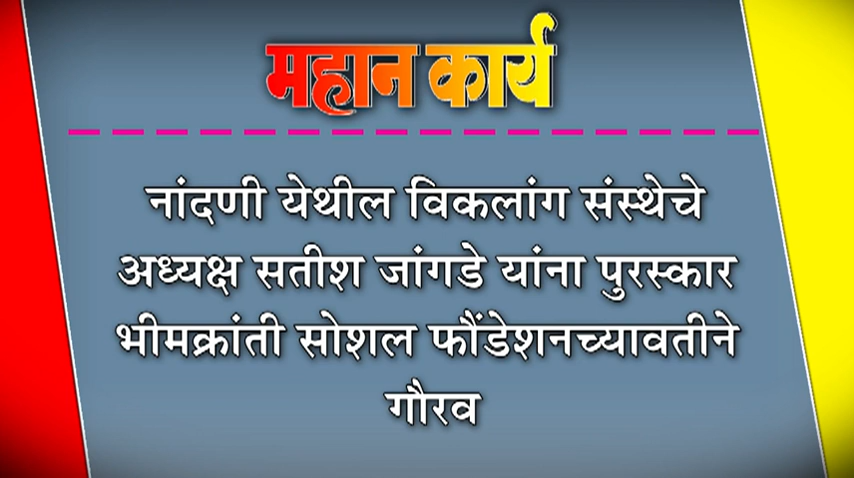 महान कार्य
नांदणी येथील विकलांग संस्थेचे
अध्यक्ष सतीश जांगडे यांना पुरस्कार
भीमक्रांती सोशल फौंडेशनच्यावतीने
गौरव